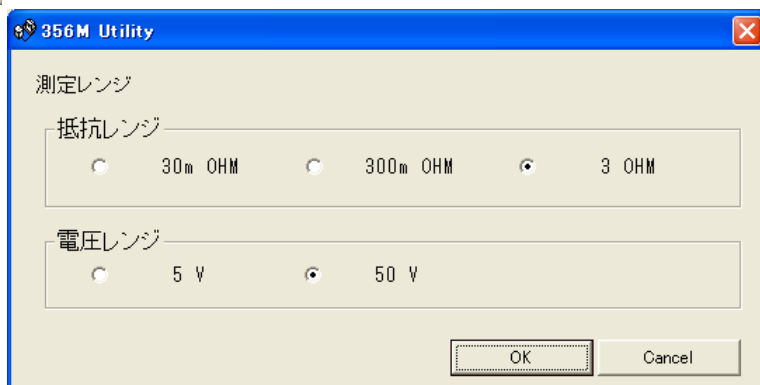 356M Utility
測定レンジ
抵抗レンジ
30m OHM 300m OHM 3 OHM
電圧レンジ
5 V 50 V
OK Cancel